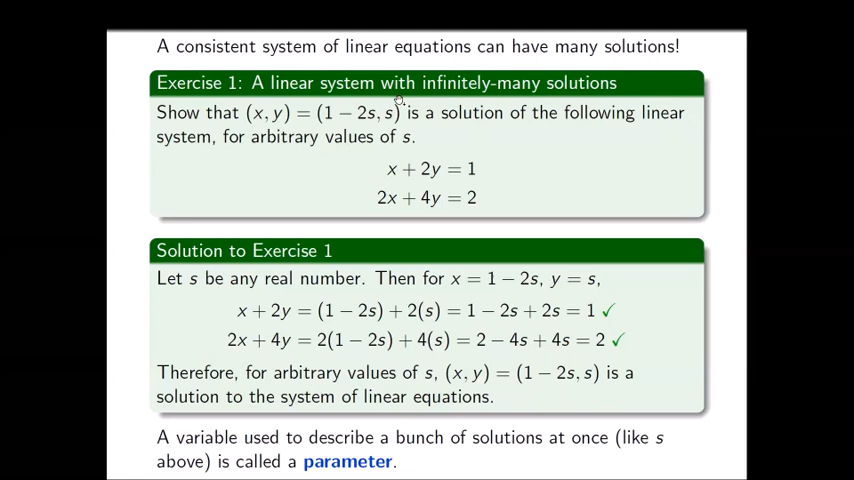 A consistent system of linear equations can have many solutions!
Exercise 1: A linear system with infinitely-many solutions
Show that (x, y) = (1 − 2s, s) is a solution of the following linear
system, for arbitrary values of s.
x + 2y = 1
2x + 4y = 2
Solution to Exercise 1
Let s be any real number. Then for x = 1 − 2s, y = s,
x + 2y = (1 − 2s) + 2(s) = 1 − 2s + 2s = 1 ✓
2x + 4y = 2(1 − 2s) + 4(s) = 2 − 4s + 4s = 2 ✓
Therefore, for arbitrary values of s, (x, y) = (1 − 2s, s) is a
solution to the system of linear equations.
A variable used to describe a bunch of solutions at once (like s
above) is called a parameter.